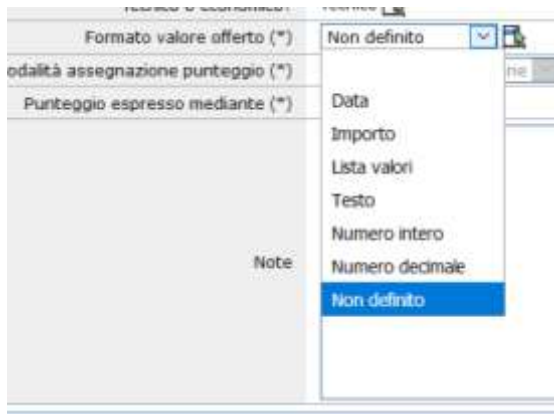 Formato valore offerto (*) Non definito
odalità assegnazione punteggio (*) ne
Punteggio espresso mediante (*) Data
Importo
Lista valori
Testo
Numero intero
Note
Numero decimale
Non definito